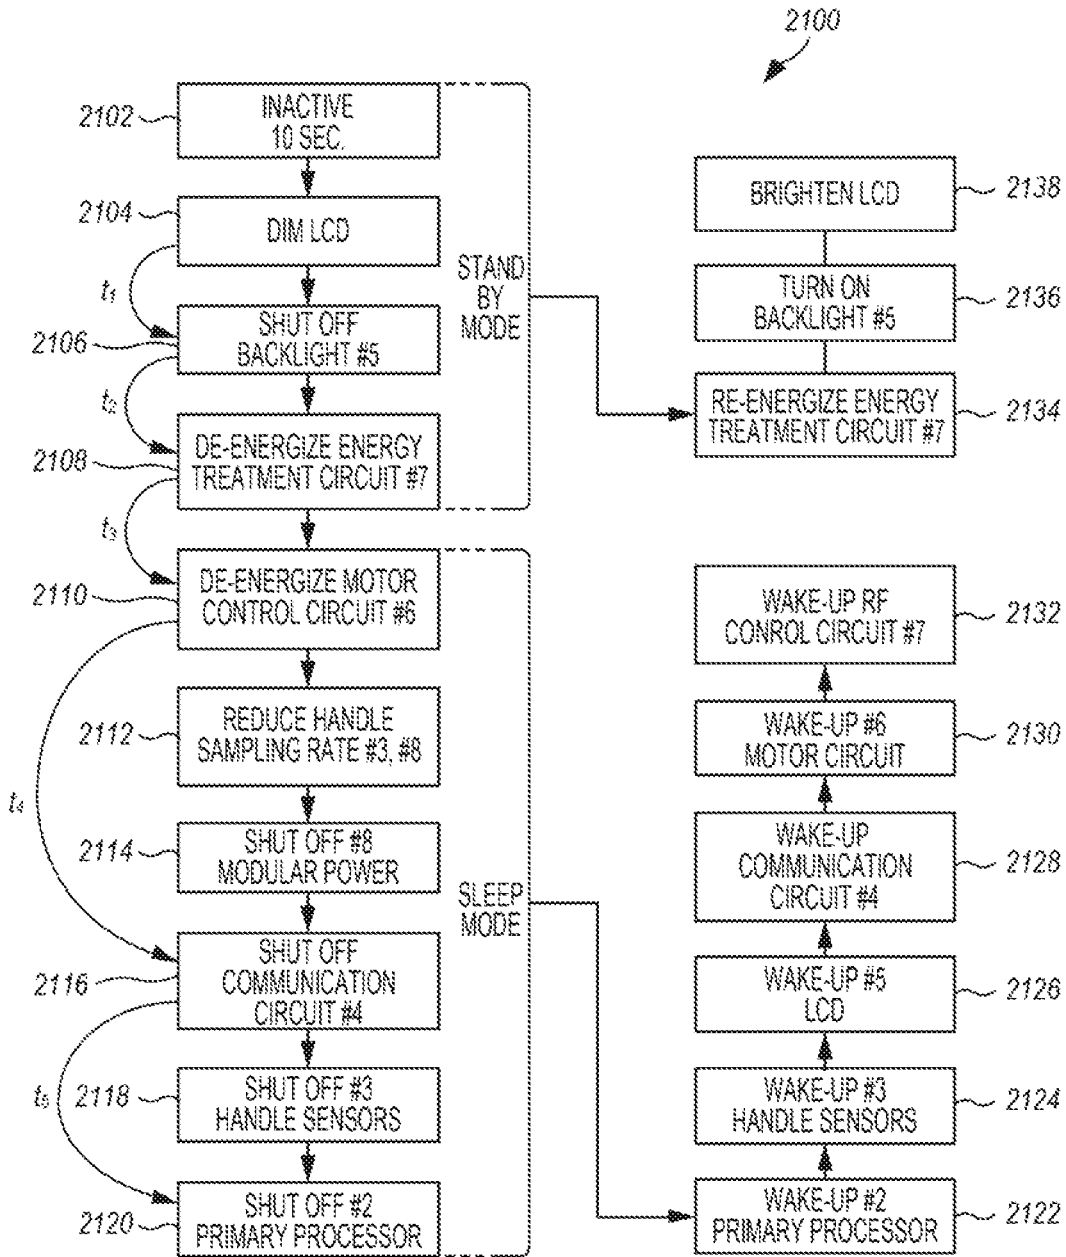 2100
2102
INACTIVE
10 SEC.
2104
DIM LCD
t1
2106
SHUT OFF
BACKLIGHT #5
t2
2108
DE-ENERGIZE ENERGY
TREATMENT CIRCUIT #7
t3
STAND
BY
MODE
2110
DE-ENERGIZE MOTOR
CONTROL CIRCUIT #6
2112
REDUCE HANDLE
SAMPLING RATE #3, #8
t4
2114
SHUT OFF #8
MODULAR POWER
2116
SHUT OFF
COMMUNICATION
CIRCUIT #4
t5
2118
SHUT OFF #3
HANDLE SENSORS
2120
SHUT OFF #2
PRIMARY PROCESSOR
SLEEP
MODE
BRIGHTEN LCD
2138
TURN ON
BACKLIGHT #5
2136
RE-ENERGIZE ENERGY
TREATMENT CIRCUIT #7
2134
WAKE-UP RF
CONROL CIRCUIT #7
2132
WAKE-UP #6
MOTOR CIRCUIT
2130
WAKE-UP
COMMUNICATION
CIRCUIT #4
2128
WAKE-UP #5
LCD
2126
WAKE-UP #3
HANDLE SENSORS
2124
WAKE-UP #2
PRIMARY PROCESSOR
2122